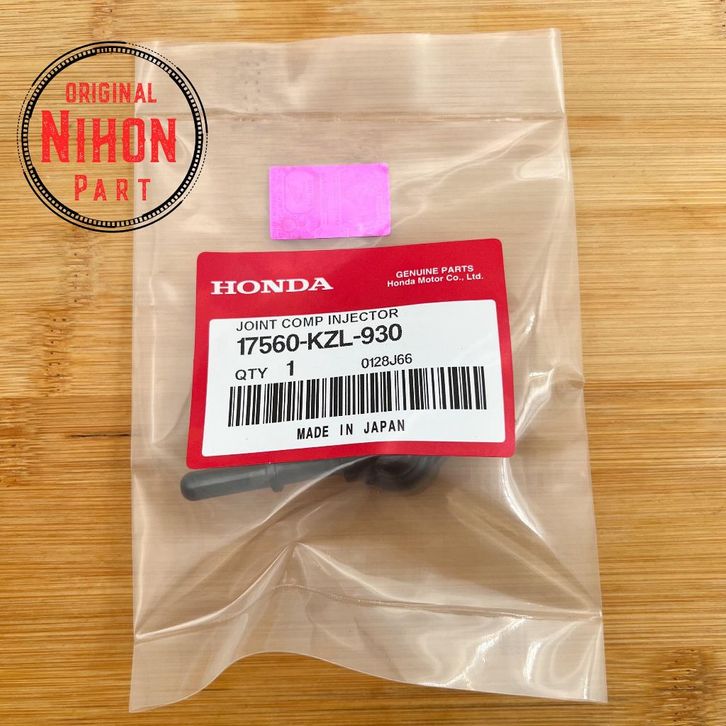 ORIGINAL
NIHON
PART
HONDA
GENUINE PARTS
Honda Motor Co., Ltd.
JOINT COMP INJECTOR
17560-KZL-930
QTY 1 0128J66
MADE IN JAPAN